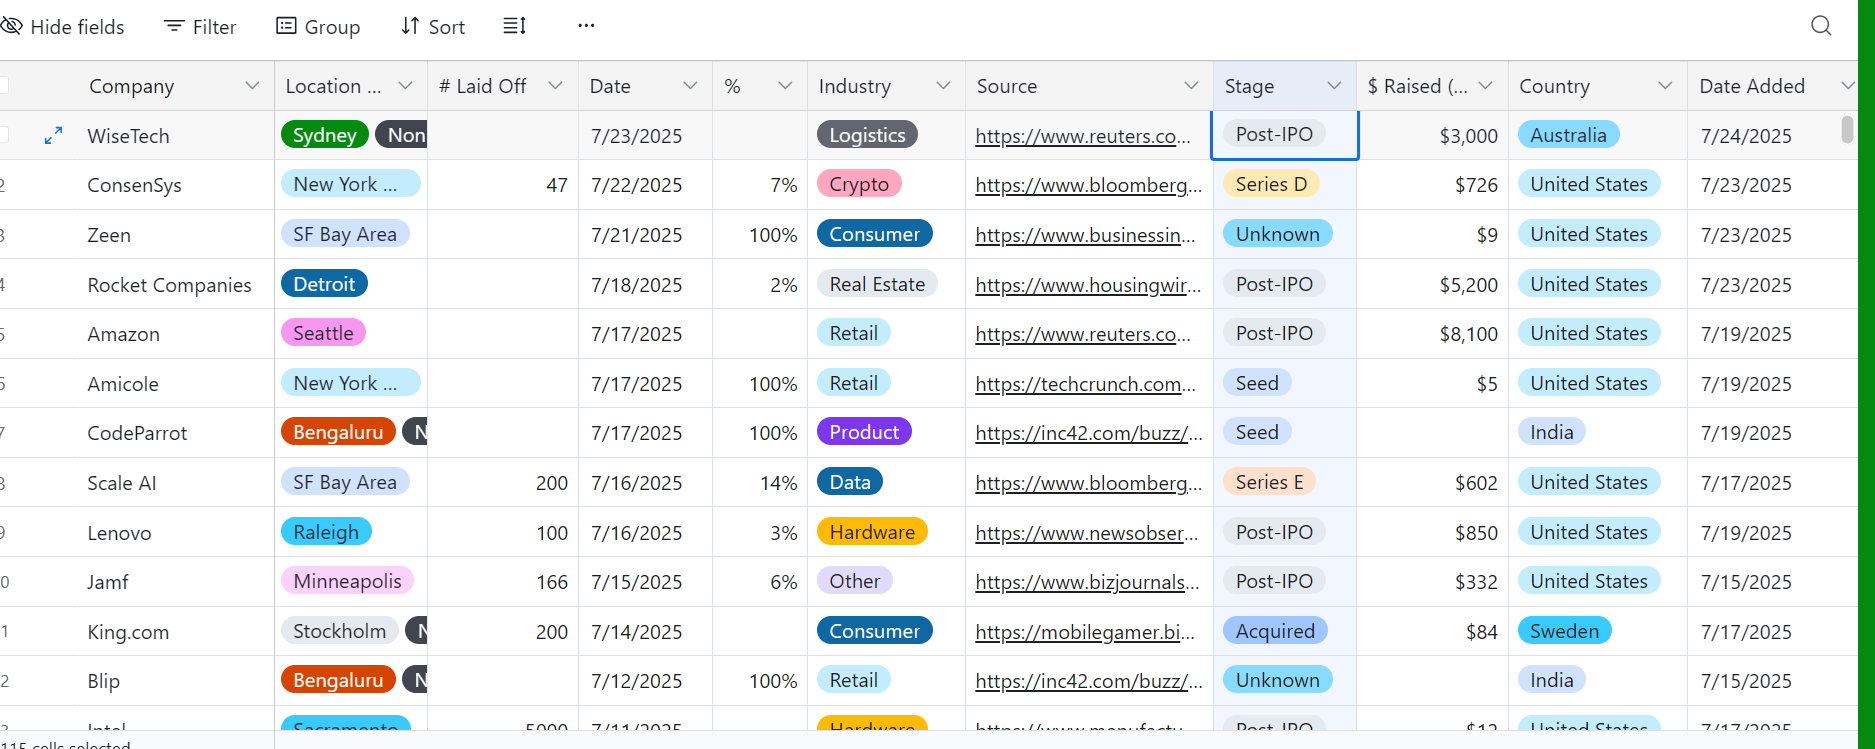 Hide fields Filter Group Sort ...
Company Location ... # Laid Off Date % Industry Source Stage $ Raised (... Country Date Added
WiseTech Sydney Non 7/23/2025 Logistics https://www.reuters.co... Post-IPO $3,000 Australia 7/24/2025
2 ConsenSys New York ... 47 7/22/2025 7% Crypto https://www.bloomberg... Series D $726 United States 7/23/2025
3 Zeen SF Bay Area 7/21/2025 100% Consumer https://www.businessin... Unknown $9 United States 7/23/2025
4 Rocket Companies Detroit 7/18/2025 2% Real Estate https://www.housingwir... Post-IPO $5,200 United States 7/23/2025
5 Amazon Seattle 7/17/2025 Retail https://www.reuters.co... Post-IPO $8,100 United States 7/19/2025
6 Amicole New York ... 7/17/2025 100% Retail https://techcrunch.com... Seed $5 United States 7/19/2025
7 CodeParrot Bengaluru N 7/17/2025 100% Product https://inc42.com/buzz/... Seed India 7/19/2025
8 Scale AI SF Bay Area 200 7/16/2025 14% Data https://www.bloomberg... Series E $602 United States 7/17/2025
9 Lenovo Raleigh 100 7/16/2025 3% Hardware https://www.newsobser... Post-IPO $850 United States 7/19/2025
0 Jamf Minneapolis 166 7/15/2025 6% Other https://www.bizjournals... Post-IPO $332 United States 7/15/2025
1 King.com Stockholm N 200 7/14/2025 Consumer https://mobilegamer.bi... Acquired $84 Sweden 7/17/2025
2 Blip Bengaluru N 7/12/2025 100% Retail https://inc42.com/buzz/... Unknown India 7/15/2025
Intel Sacramento 5000 7/11/2025 Hardware https://www.manufactu... Post-IPO $12 United States 7/17/2025
115 cells selected